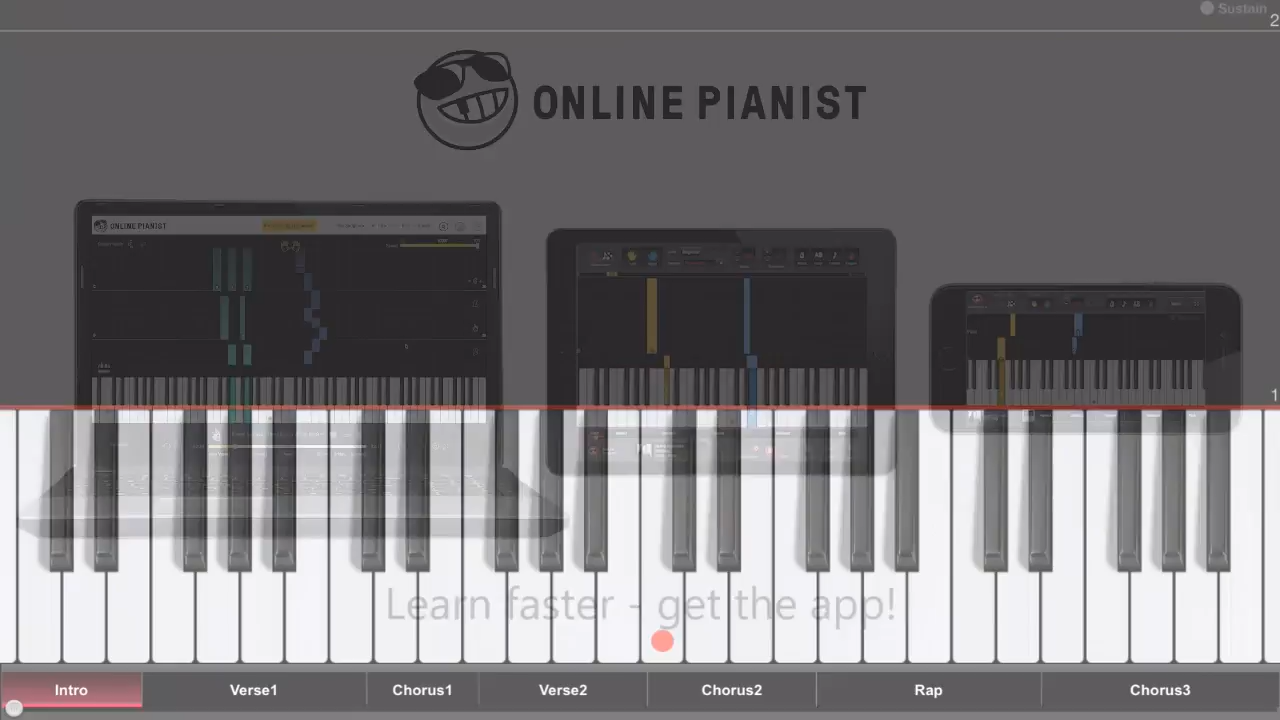 Sustain
2
ONLINE PIANIST
ONLINE PIANIST
1
Learn faster - get the app!
Intro
Verse1
Chorus1
Verse2
Chorus2
Rap
Chorus3